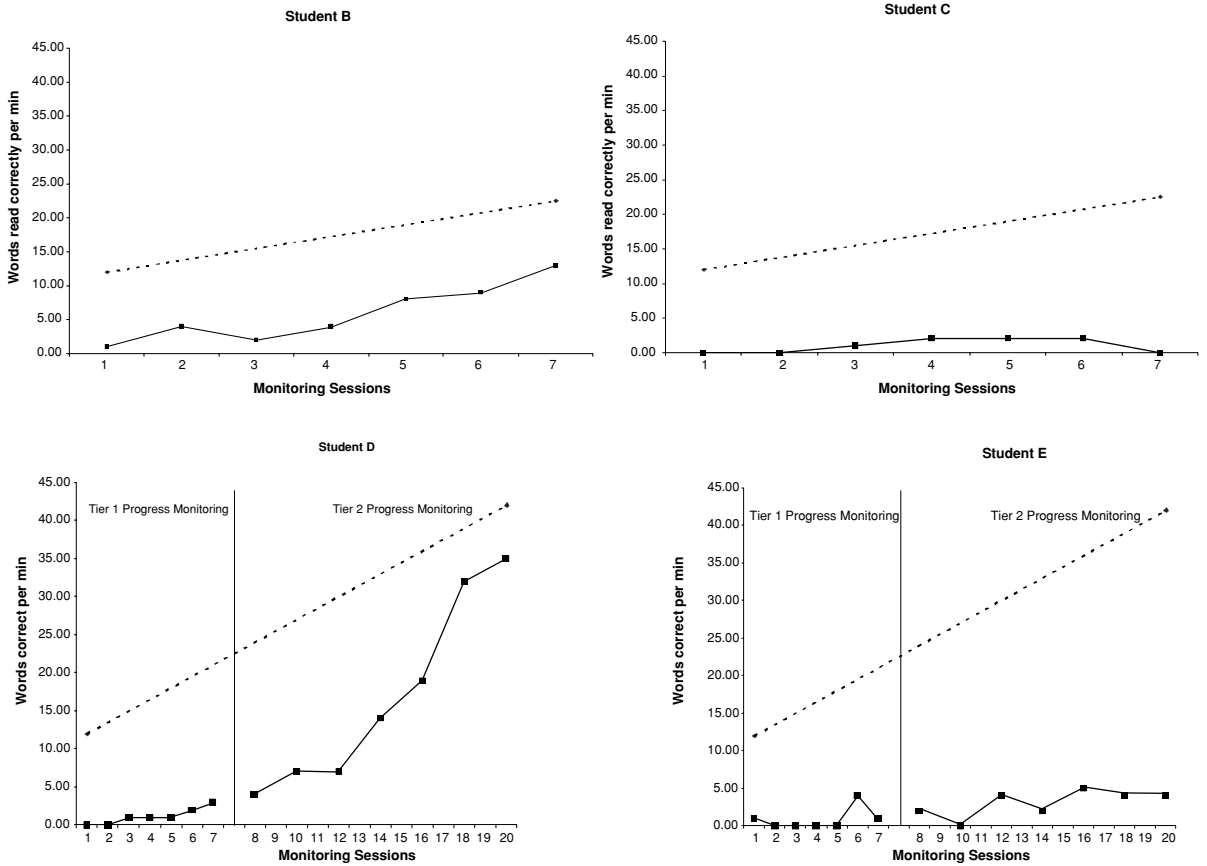 Student B
45.00
40.00
35.00
30.00
25.00
20.00
15.00
10.00
5.00
0.00
Words read correctly per min
1 2 3 4 5 6 7
Monitoring Sessions
Student C
45.00
40.00
35.00
30.00
25.00
20.00
15.00
10.00
5.00
0.00
Words read correctly per min
1 2 3 4 5 6 7
Monitoring Sessions
Student D
45.00
40.00
35.00
30.00
25.00
20.00
15.00
10.00
5.00
0.00
Words correct per min
Tier 1 Progress Monitoring
Tier 2 Progress Monitoring
1 2 3 4 5 6 7 8 10 11 12 13 14 15 16 17 18 19 20
Monitoring Sessions
Student E
45.00
40.00
35.00
30.00
25.00
20.00
15.00
10.00
5.00
0.00
Words correct per min
Tier 1 Progress Monitoring
Tier 2 Progress Monitoring
1 2 3 4 5 6 7 8 9 10 11 12 13 14 15 16 17 18 19 20
Monitoring Sessions